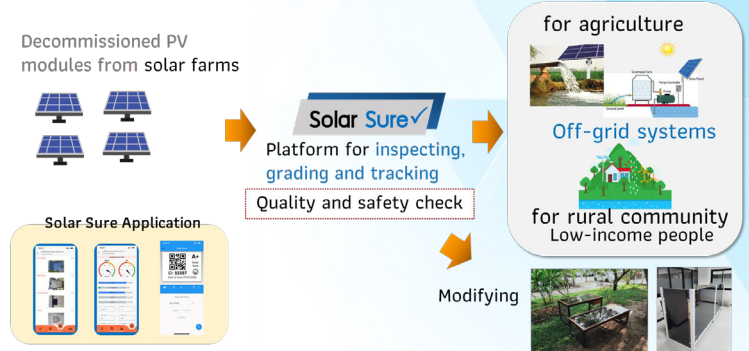 Decommissioned PV
modules from solar farms
Solar Sure
Platform for inspecting,
grading and tracking
Quality and safety check
for agriculture
Off-grid systems
for rural community
Low-income people
Modifying
Solar Sure Application
A+